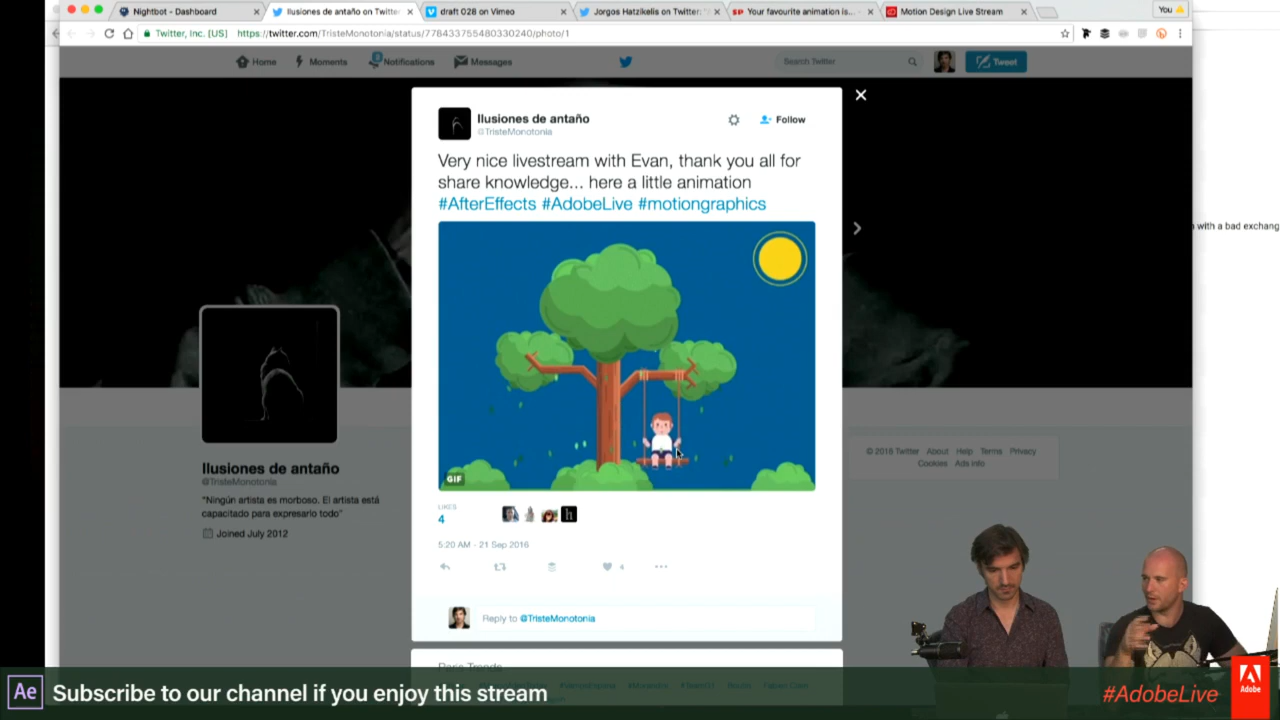 Nightbot - Dashboard
Ilusiones de antaño on Twitte
draft 028 on Vimeo
Jorgos Hatzikelis on Twitter: "
Your favourite animation is...
Motion Design Live Stream
You
Twitter, Inc. [US]
https://twitter.com/TristeMonotonia/status/778433755480330240/photo/1
Home
Moments
Notifications
Messages
Search Twitter
Tweet
Ilusiones de antaño
@TristeMonotonia
Follow
Very nice livestream with Evan, thank you all for
share knowledge... here a little animation
#AfterEffects #AdobeLive #motiongraphics
with a bad exchang
GIF
LIKES
4
h
5:20 AM - 21 Sep 2016
4
Reply to @TristeMonotonia
Ilusiones de antaño
@TristeMonotonia
"Ningún artista es morboso. El artista está
capacitado para expresarlo todo"
Joined July 2012
© 2016 Twitter About Help Terms Privacy
Cookies Ads info
Ae
Subscribe to our channel if you enjoy this stream
#AdobeLive
Adobe